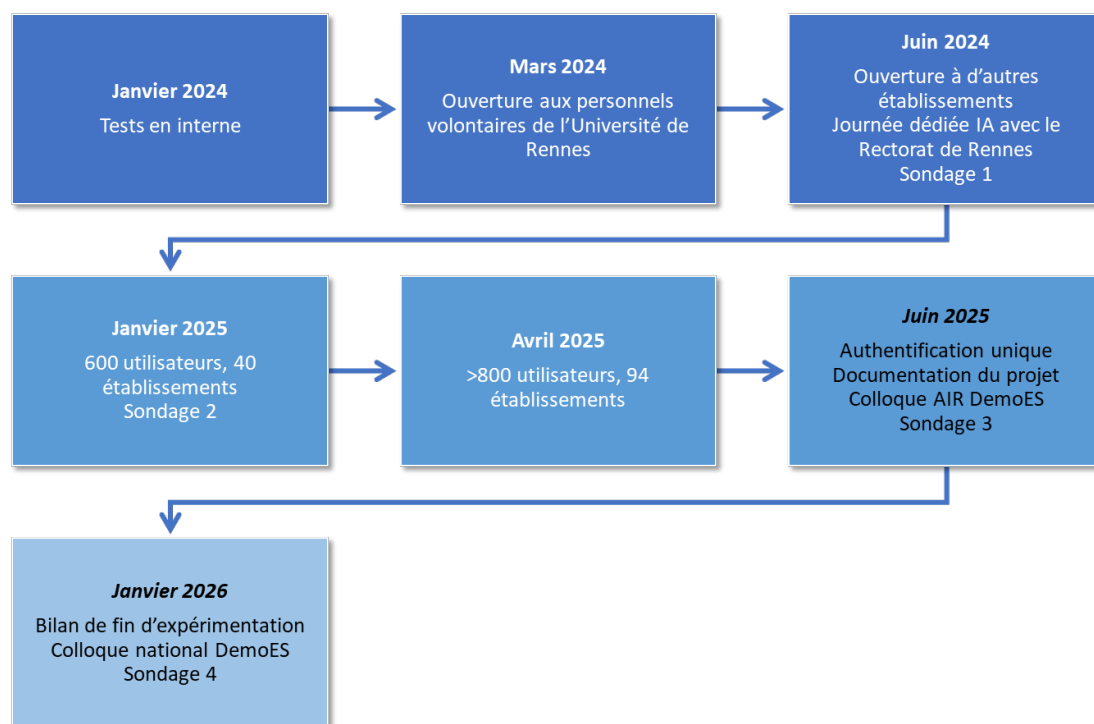 Janvier 2024
Tests en interne
Mars 2024
Ouverture aux personnels
volontaires de l’Université de
Rennes
Juin 2024
Ouverture à d’autres
établissements
Journée dédiée IA avec le
Rectorat de Rennes
Sondage 1
Janvier 2025
600 utilisateurs, 40
établissements
Sondage 2
Avril 2025
>800 utilisateurs, 94
établissements
Juin 2025
Authentification unique
Documentation du projet
Colloque AIR DemoES
Sondage 3
Janvier 2026
Bilan de fin d’expérimentation
Colloque national DemoES
Sondage 4